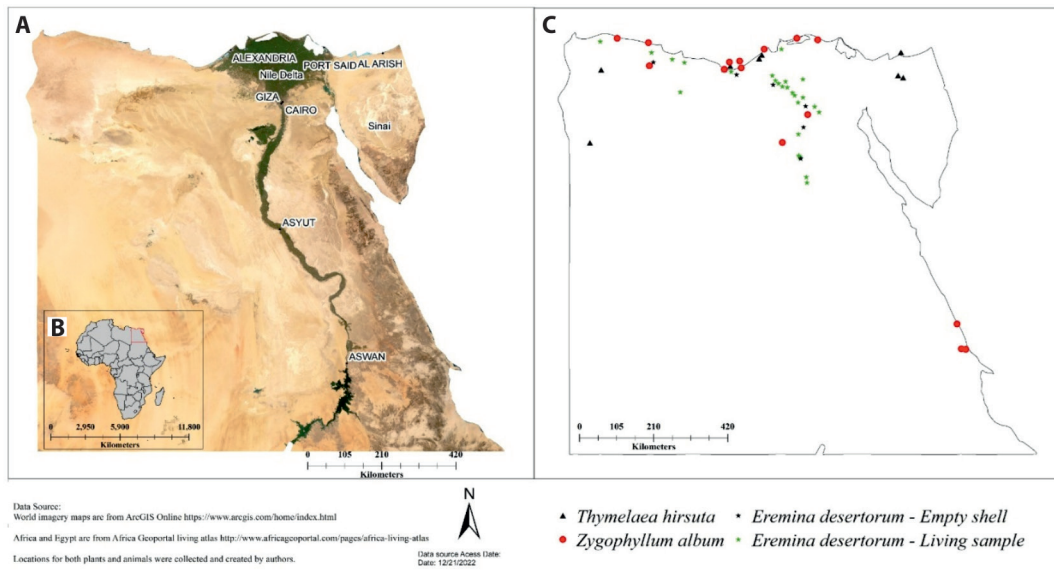 A
ALEXANDRIA
PORT SAID
AL ARISH
Nile Delta
GIZA
CAIRO
Sinai
ASYUT
ASWAN
B
0 2,950 5,900 11,800
Kilometers
0 105 210 420
Kilometers
C
0 105 210 420
Kilometers
Data Source:
World imagery maps are from ArcGIS Online https://www.arcgis.com/home/index.html
Africa and Egypt are from Africa Geoportal living atlas http://www.africageoportal.com/pages/africa-living-atlas
Locations for both plants and animals were collected and created by authors.
N
Data source Acess Date:
Date: 12/21/2022
Thymelaea hirsuta
Eremina desertorum - Empty shell
Zygophyllum album
Eremina desertorum - Living sample